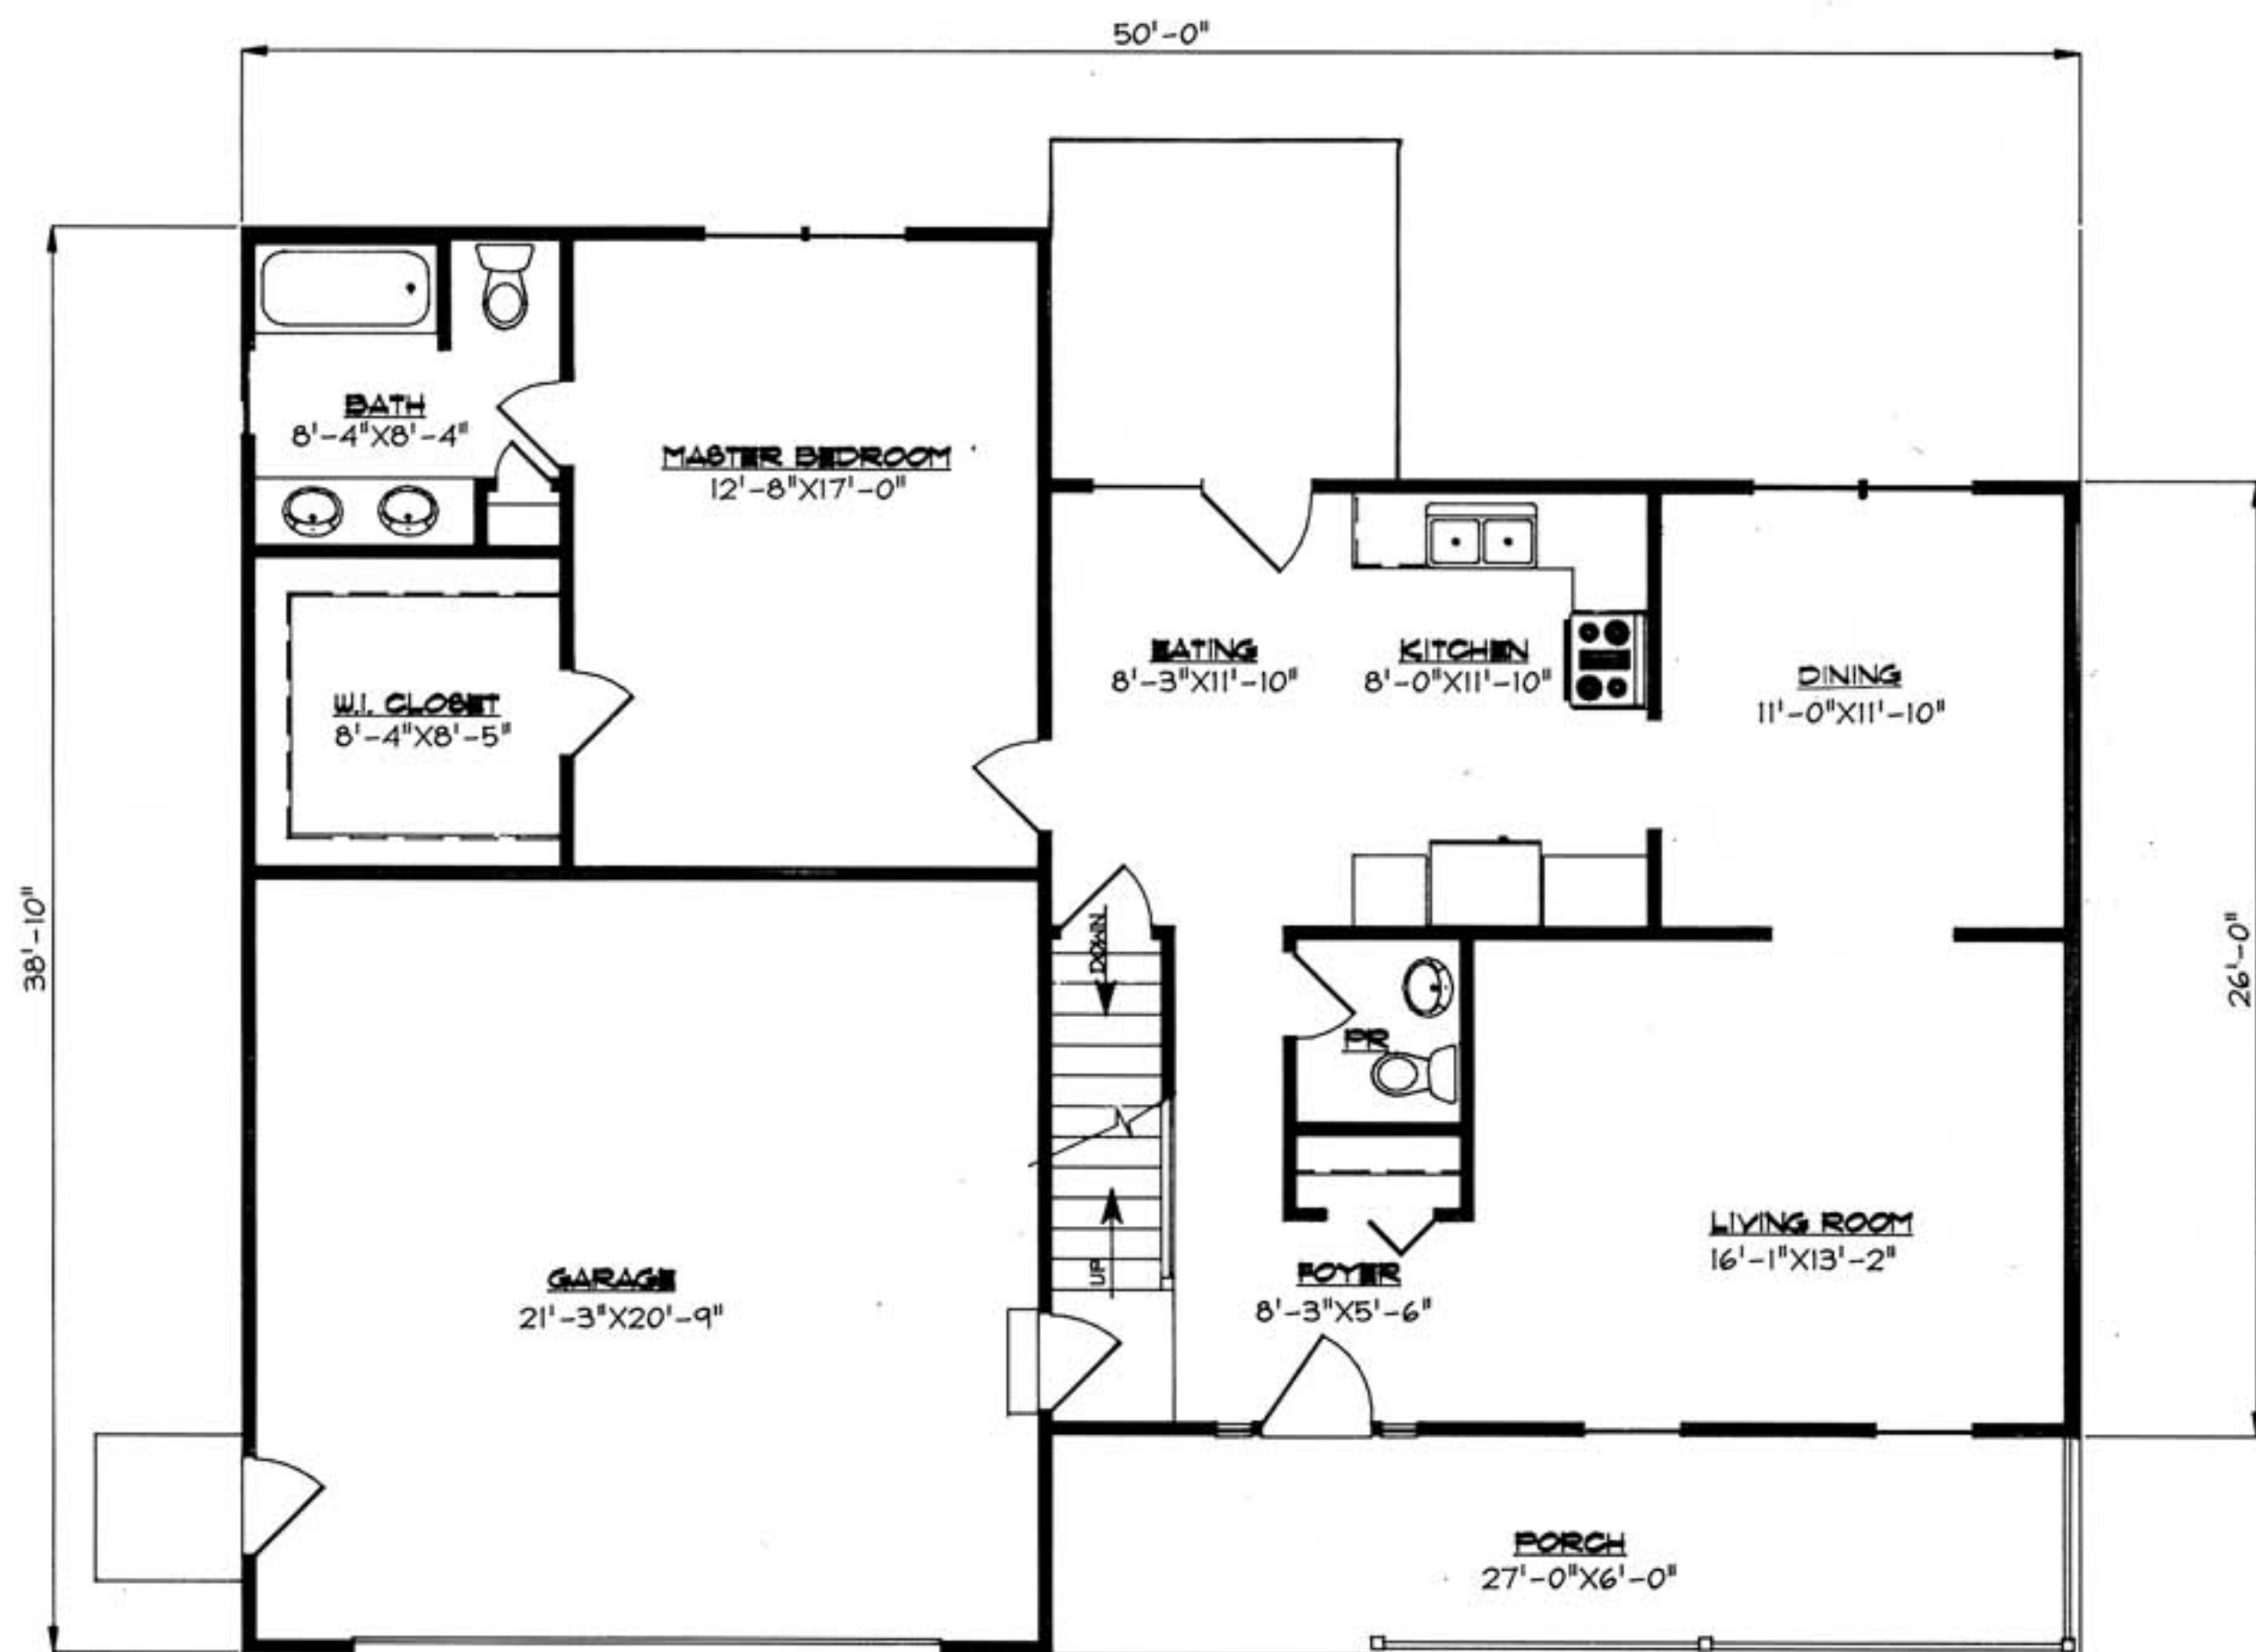 50'-0"
BATH
8'-4"X8'-4"
MASTER BEDROOM
12'-8"X17'-0"
EATING
8'-3"X11'-10"
KITCHEN
8'-0"X11'-10"
DINING
11'-0"X11'-10"
W.I. CLOSET
8'-4"X8'-5"
38'-10"
26'-0"
DOWN
PR
UP
GARAGE
21'-3"X20'-9"
FOYER
8'-3"X5'-6"
LIVING ROOM
16'-1"X13'-2"
PORCH
27'-0"X6'-0"